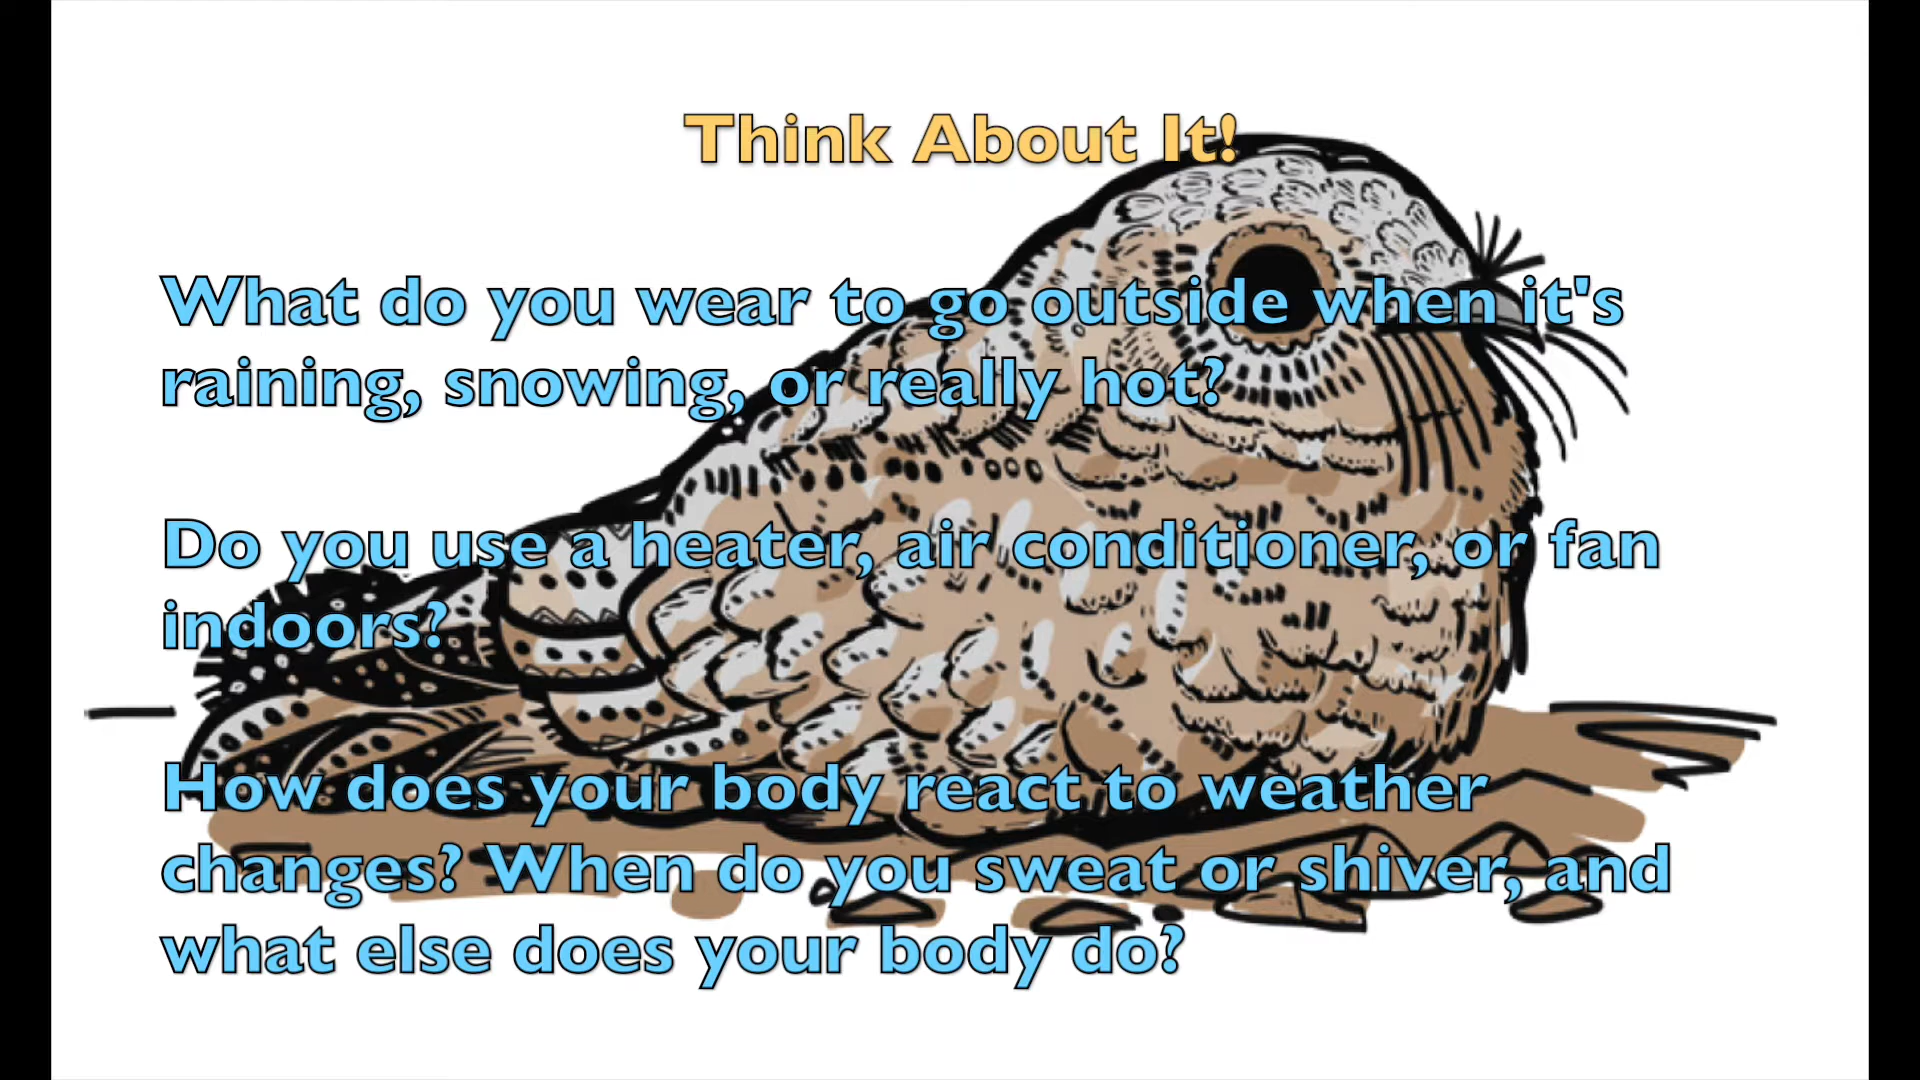 Think About It!
What do you wear to go outside when it's
raining, snowing, or really hot?
Do you use a heater, air conditioner, or fan
indoors?
How does your body react to weather
changes? When do you sweat or shiver, and
what else does your body do?